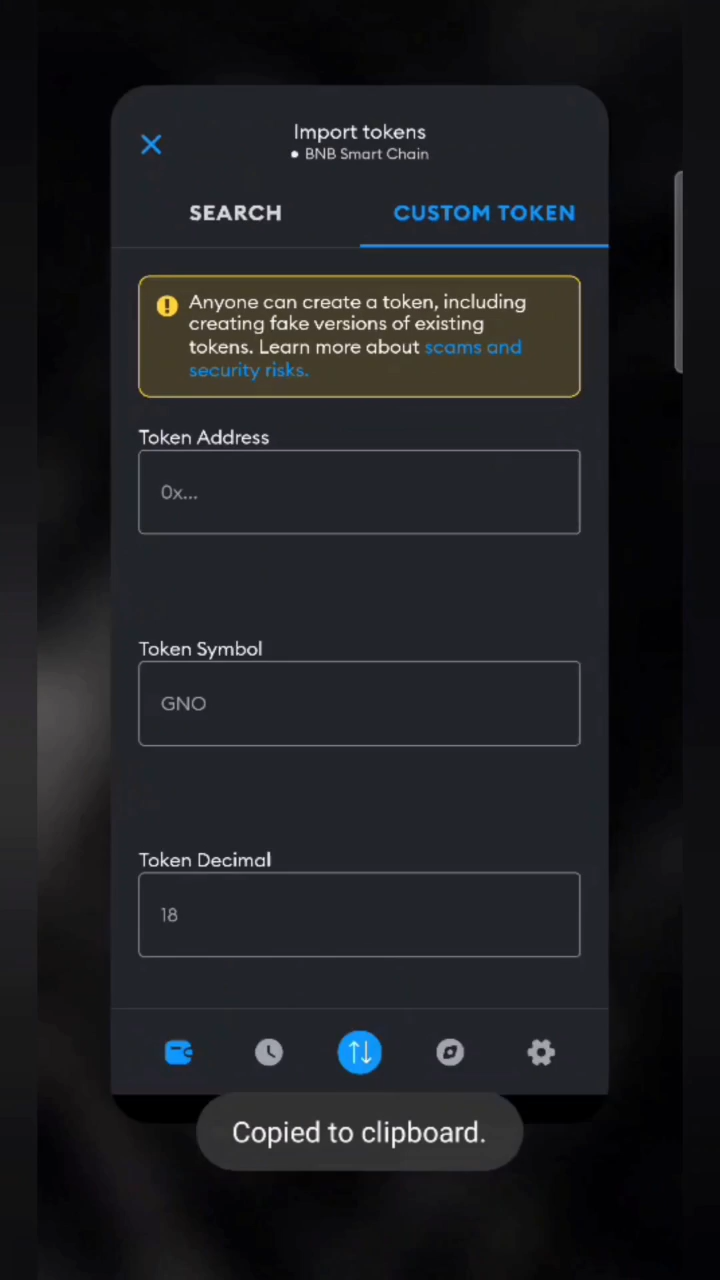 Import tokens
BNB Smart Chain
SEARCH
CUSTOM TOKEN
Anyone can create a token, including
creating fake versions of existing
tokens. Learn more about scams and
security risks.
Token Address
0x...
Token Symbol
GNO
Token Decimal
18
Copied to clipboard.